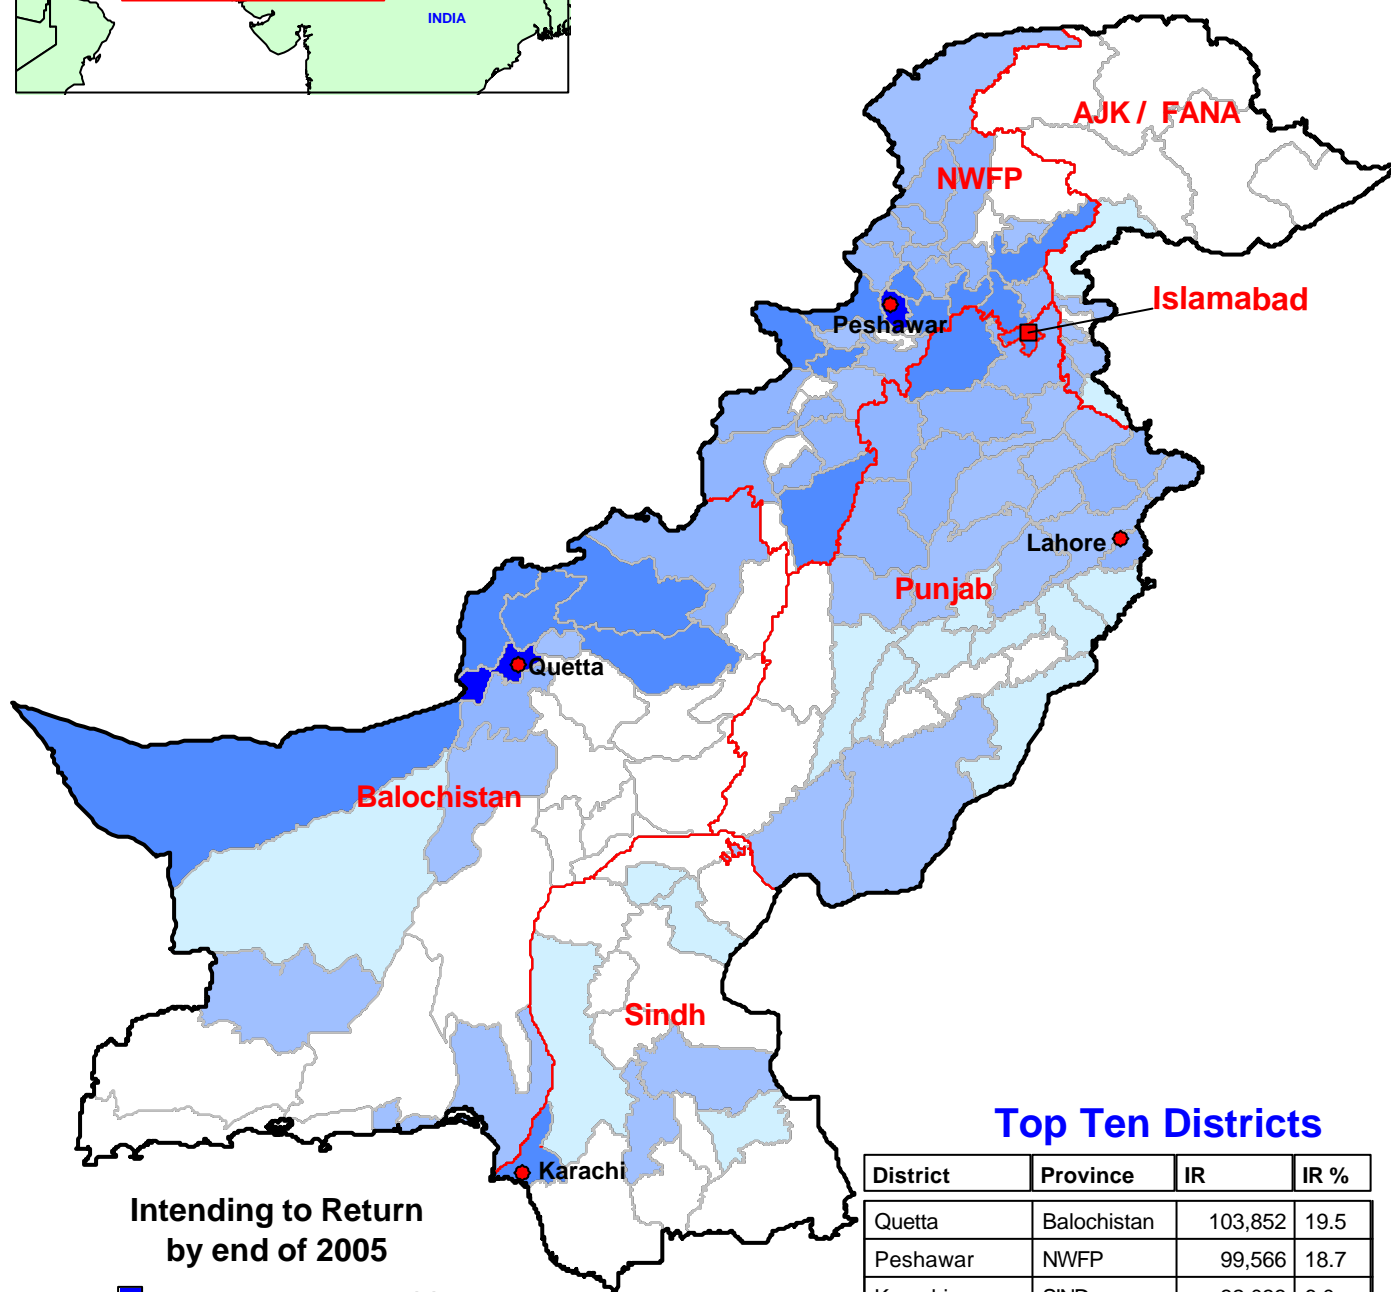 INDIA
AJK / FANA
NWFP
Islamabad
Peshawar
Lahore
Punjab
Quetta
Balochistan
Sindh
Karachi
Intending to Return
by end of 2005
Top Ten Districts
District Province IR IR %
Quetta Balochistan 103,852 19.5
Peshawar NWFP 99,566 18.7